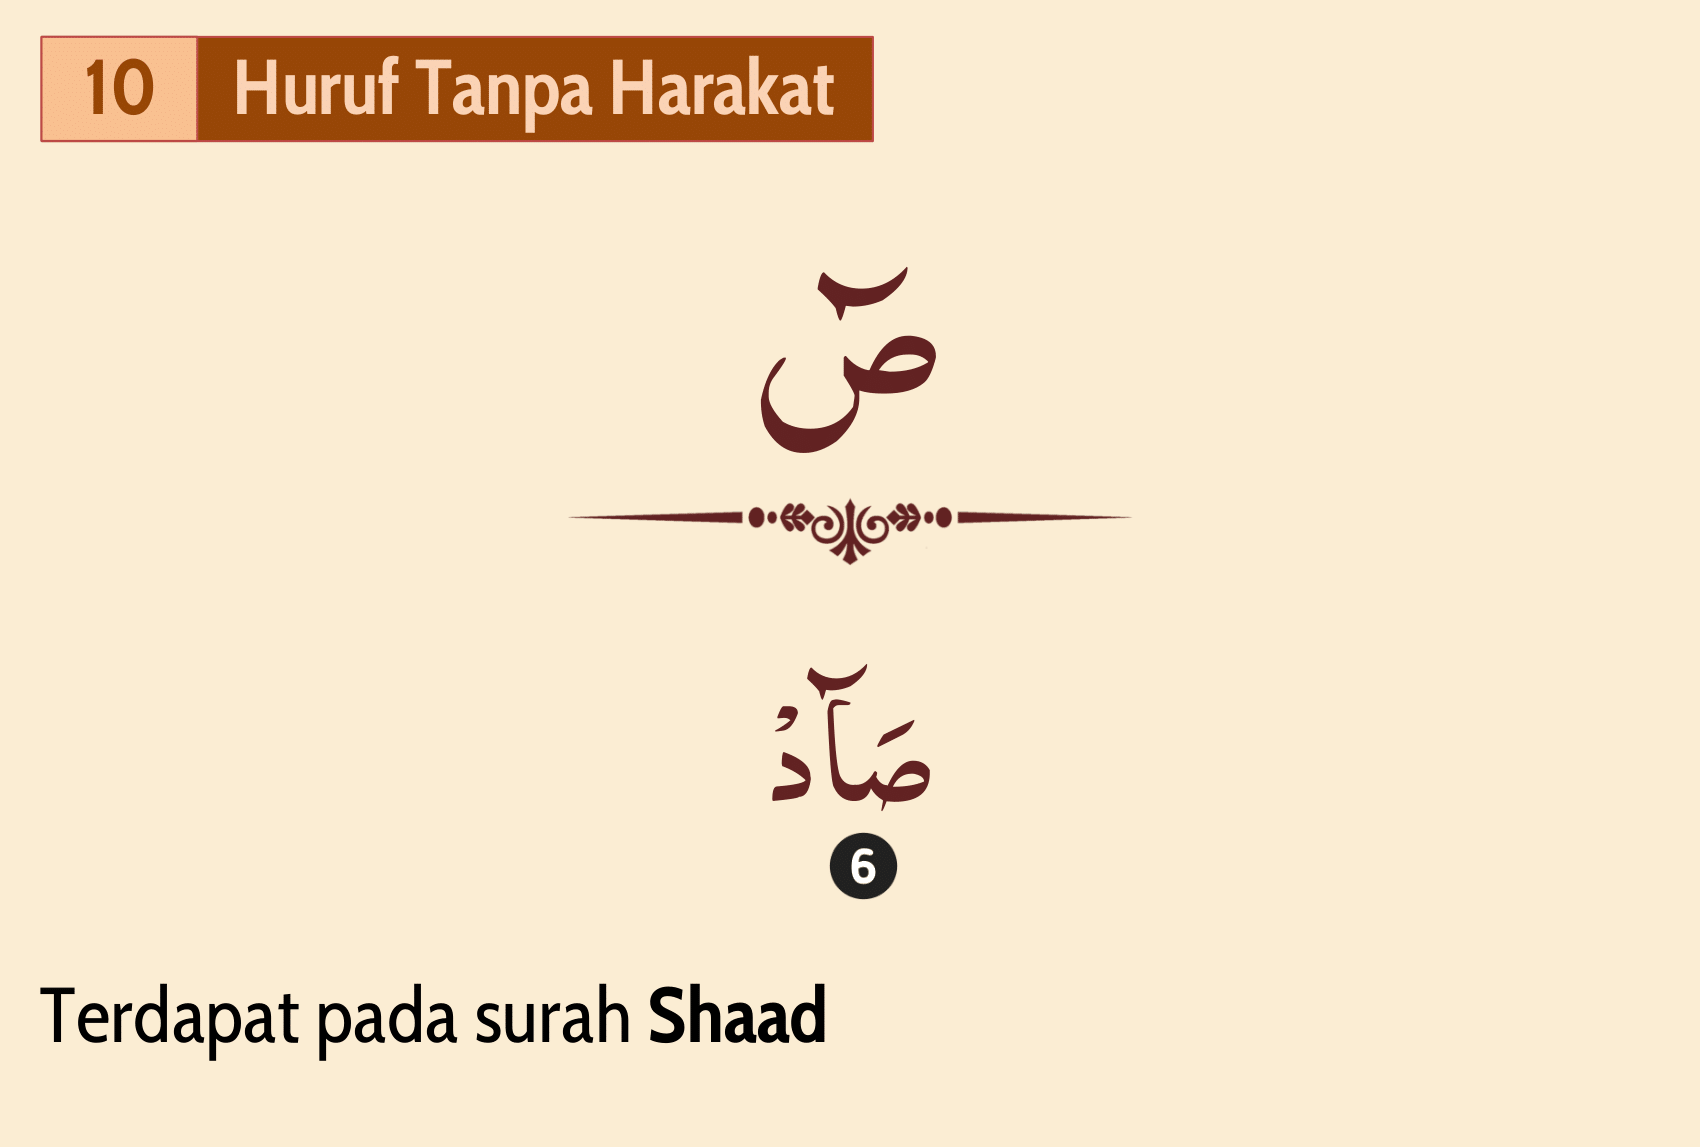 10 Huruf Tanpa Harakat
صٓ
صَآدْ
6
Terdapat pada surah Shaad